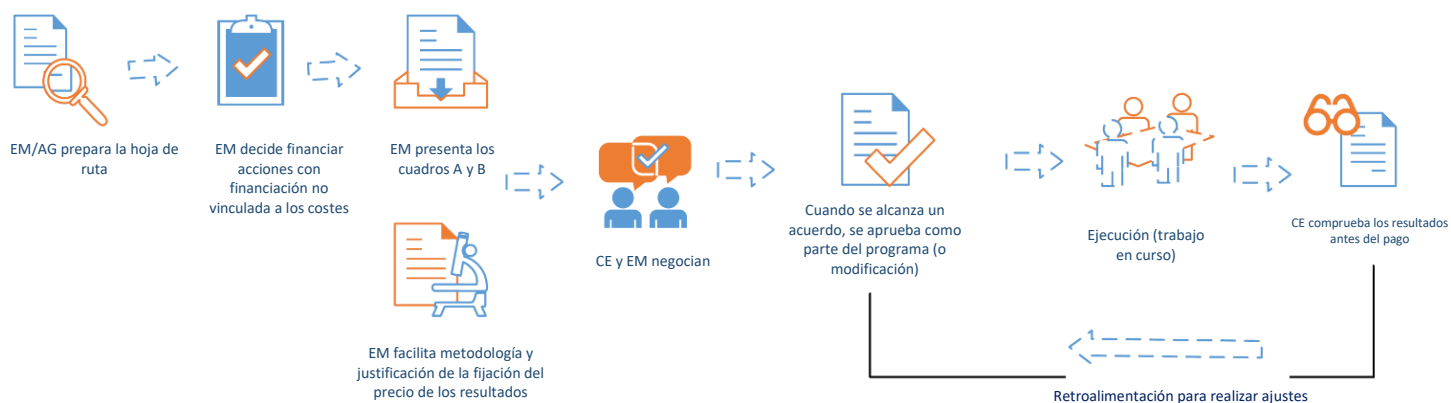 EM/AG prepara la hoja de
ruta
EM decide financiar
acciones con
financiación no
vinculada a los costes
EM presenta los
cuadros A y B
EM facilita metodología y
justificación de la fijación del
precio de los resultados
CE y EM negocian
Cuando se alcanza un
acuerdo, se aprueba como
parte del programa (o
modificación)
Ejecución (trabajo
en curso)
CE comprueba los resultados
antes del pago
Retroalimentación para realizar ajustes